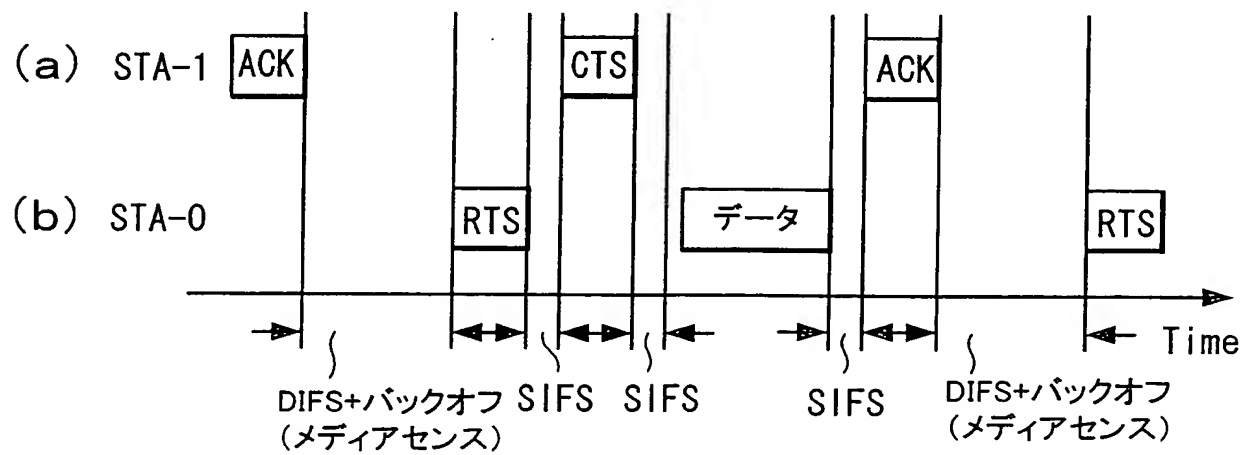 (a) STA-1 ACK CTS ACK
(b) STA-0 RTS データ RTS
Time
DIFS+バックオフ
(メディアセンス)
SIFS
SIFS
SIFS
DIFS+バックオフ
(メディアセンス)